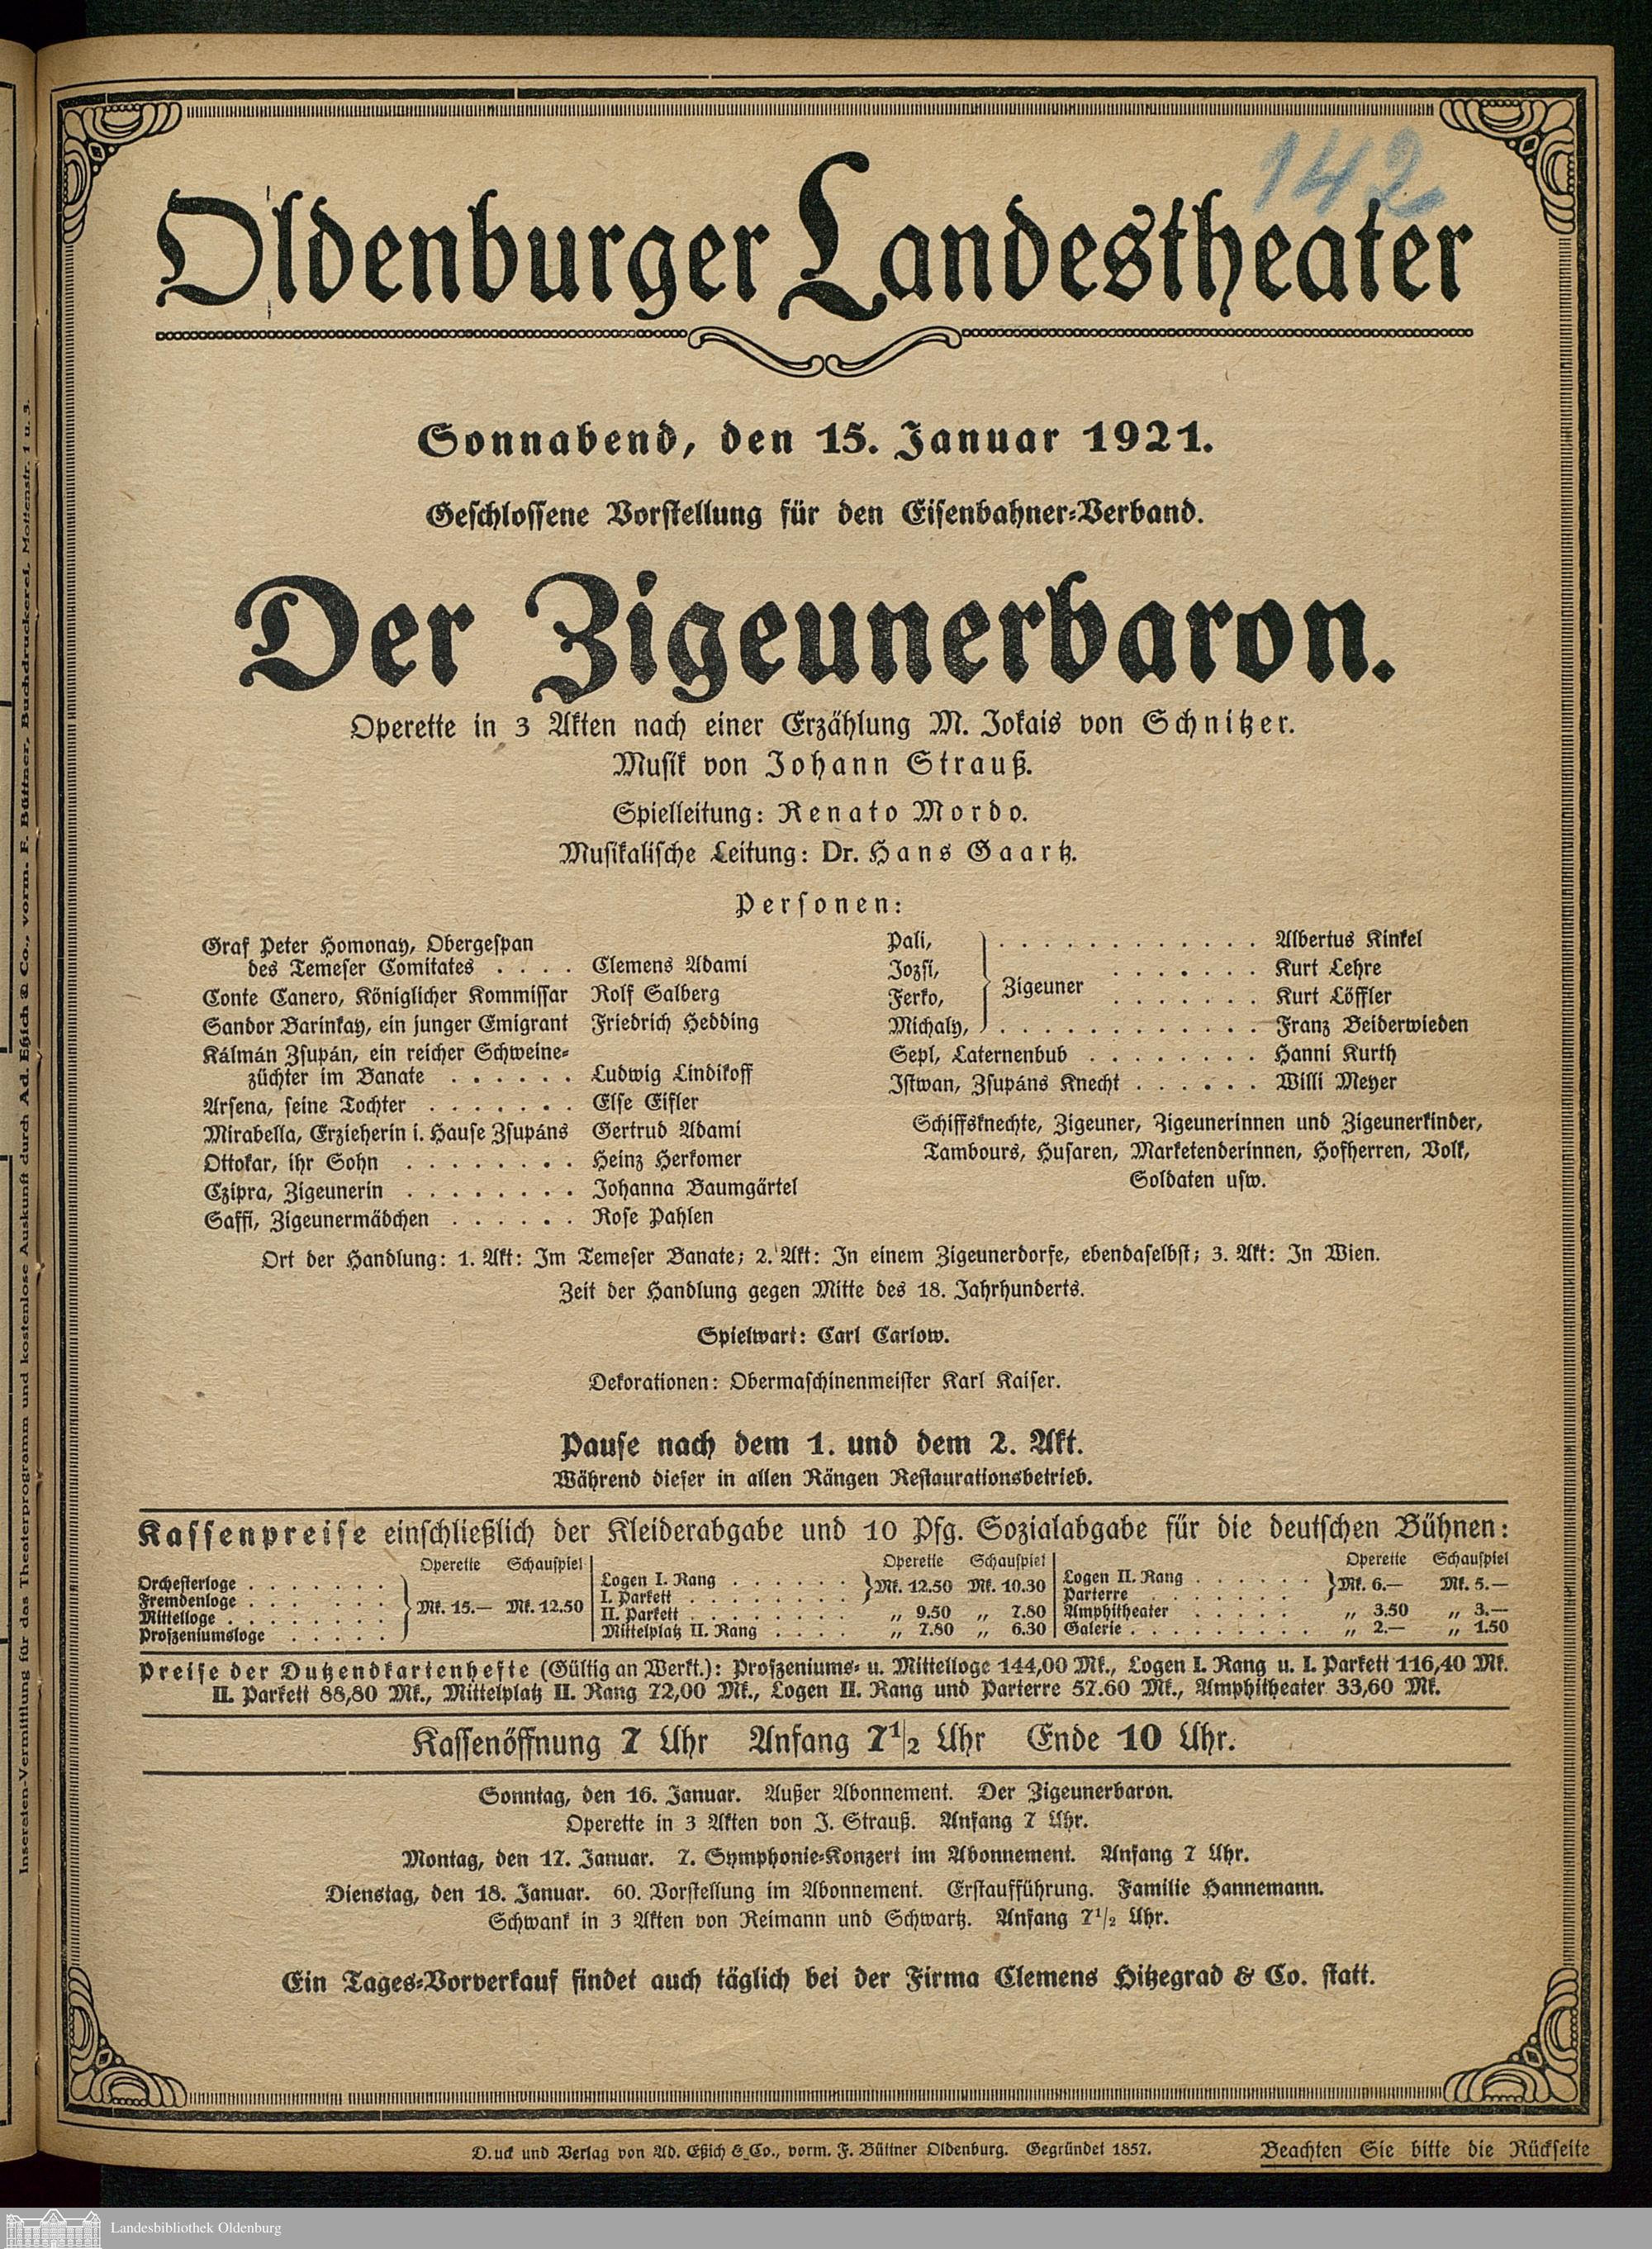 142
Oldenburger Landestheater
Sonnabend, den 15. Januar 1921.
Geschlossene Vorstellung für den Eisenbahner-Verband.
Der Zigeunerbaron.
Operette in 3 Akten nach einer Erzählung M. Jokais von Schnitzer.
Musik von Johann Strauß.
Spielleitung: Renato Mordo.
Musikalische Leitung: Dr. Hans Gaartz.
Personen:
Graf Peter Homonay, Obergespan
des Temeser Comitates . . . . Clemens Adami
Conte Canero, Königlicher Kommissar Rolf Salberg
Sandor Barinkay, ein junger Emigrant Friedrich Hedding
Kálmán Zsupán, ein reicher Schweine-
züchter im Banate . . . . . . Ludwig Lindikoff
Arsena, seine Tochter . . . . . . . Else Eifler
Mirabella, Erzieherin i. Hause Zsupáns Gertrud Adami
Ottokar, ihr Sohn . . . . . . . . Heinz Herkomer
Czipra, Zigeunerin . . . . . . . . Johanna Baumgärtel
Saffi, Zigeunermädchen . . . . . . Rose Pahlen
Pali, . . . . . . . . . . . . Albertus Kinkel
Jozsi, . . . . . . . Kurt Lehre
Zigeuner
Ferko, . . . . . . . Kurt Löffler
Michaly, . . . . . . . . . . . . Franz Beiderwieden
Sepl, Laternenbub . . . . . . . . Hanni Kurth
Istwan, Zsupáns Knecht . . . . . . Willi Meyer
Schiffsknechte, Zigeuner, Zigeunerinnen und Zigeunerkinder,
Tambours, Husaren, Marketenderinnen, Hofherren, Volk,
Soldaten usw.
Ort der Handlung: 1. Akt: Im Temeser Banate; 2. Akt: In einem Zigeunerdorfe, ebendaselbst; 3. Akt: In Wien.
Zeit der Handlung gegen Mitte des 18. Jahrhunderts.
Spielwart: Carl Carlow.
Dekorationen: Obermaschinenmeister Karl Kaiser.
Pause nach dem 1. und dem 2. Akt.
Während dieser in allen Rängen Restaurationsbetrieb.
Kassenpreise einschließlich der Kleiderabgabe und 10 Pfg. Sozialabgabe für die deutschen Bühnen:
Operette Schauspiel
Orchesterloge . . . . . . .
Fremdenloge . . . . . . .
Mk. 15.— Mk. 12.50
Mittelloge . . . . . . . .
Proszeniumsloge . . . . .
Operette Schauspiel
Logen I. Rang . . . . . .
Mk. 12.50 Mk. 10.30
I. Parkett . . . . . . . .
II. Parkett . . . . . . . . „ 9.50 „ 7.80
Mittelplatz II. Rang . . . . „ 7.80 „ 6.30
Operette Schauspiel
Logen II. Rang . . . . . .
Mk. 6.— Mk. 5.—
Parterre . . . . . . .
Amphitheater . . . . . „ 3.50 „ 3.—
Galerie . . . . . . . . . „ 2.— „ 1.50
Preise der Dutzendkartenhefte (Gültig an Werkt.): Proszeniums- u. Mittelloge 144,00 Mk., Logen I. Rang u. I. Parkett 116,40 Mk.
II. Parkett 88,80 Mk., Mittelplatz II. Rang 72,00 Mk., Logen II. Rang und Parterre 57.60 Mk., Amphitheater 33,60 Mk.
Kassenöffnung 7 Uhr Anfang 7 1/2 Uhr Ende 10 Uhr.
Sonntag, den 16. Januar. Außer Abonnement. Der Zigeunerbaron.
Operette in 3 Akten von J. Strauß. Anfang 7 Uhr.
Montag, den 17. Januar. 7. Symphonie-Konzert im Abonnement. Anfang 7 Uhr.
Dienstag, den 18. Januar. 60. Vorstellung im Abonnement. Erstaufführung. Familie Hannemann.
Schwank in 3 Akten von Reimann und Schwartz. Anfang 7 1/2 Uhr.
Ein Tages-Vorverkauf findet auch täglich bei der Firma Clemens Hitzegrad & Co. statt.
D.uck und Verlag von Ad. Eßich & Co., vorm. F. Büttner Oldenburg. Gegründet 1857.
Beachten Sie bitte die Rückseite
Inseraten-Vermittlung für das Theaterprogramm und kostenlose Auskunft durch Ad. Eßich & Co., vorm. F. Büttner, Buchdruckerei, Mottenstr. 1 u. 3.
Landesbibliothek Oldenburg